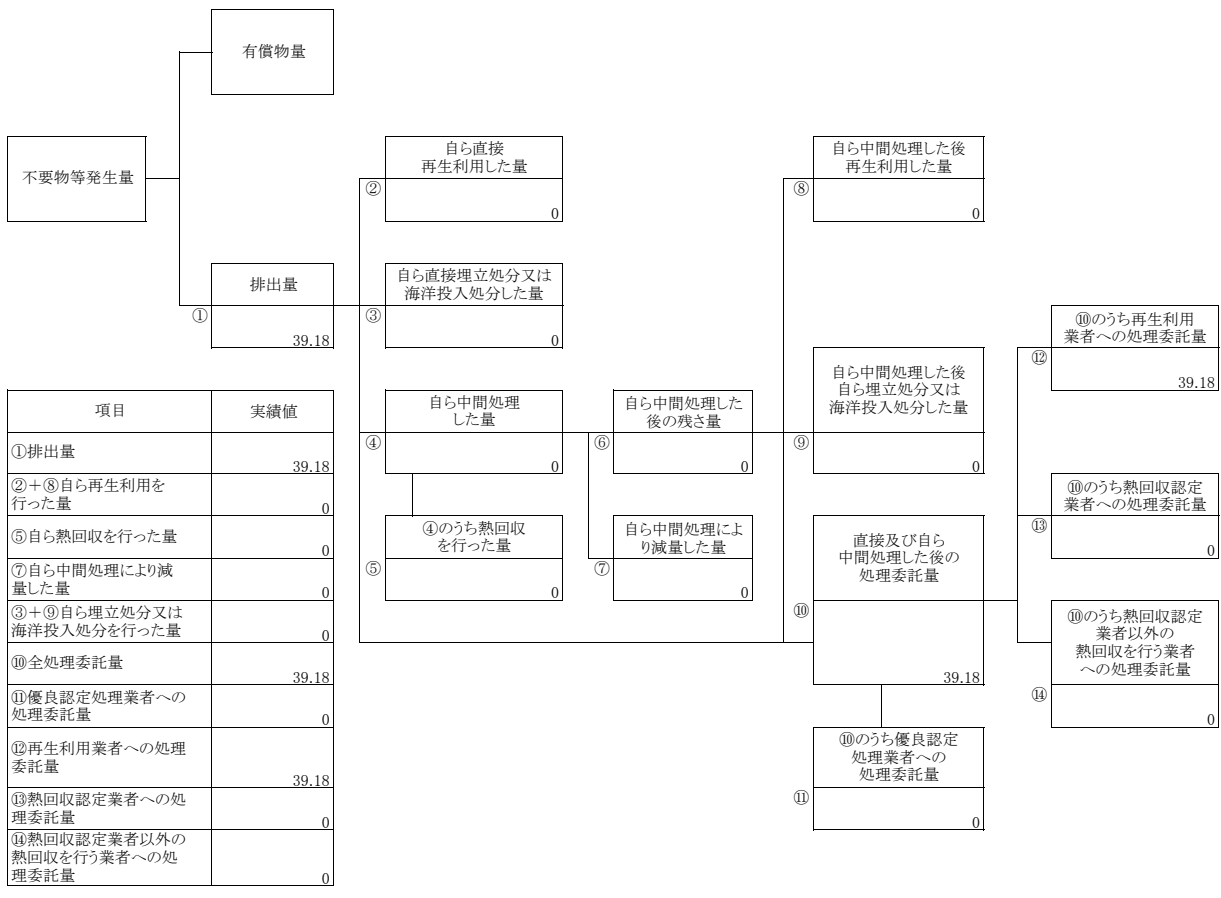 有償物量
不要物等発生量
排出量
①
39.18
自ら直接
再生利用した量
②
0
自ら直接埋立処分又は
海洋投入処分した量
③
0
自ら中間処理
した量
④
0
④のうち熱回収
を行った量
⑤
0
自ら中間処理した
後の残さ量
⑥
0
自ら中間処理によ
り減量した量
⑦
0
自ら中間処理した後
再生利用した量
⑧
0
自ら中間処理した後
自ら埋立処分又は
海洋投入処分した量
⑨
0
直接及び自ら
中間処理した後の
処理委託量
⑩
39.18
⑩のうち優良認定
処理業者への
処理委託量
⑪
0
⑩のうち再生利用
業者への処理委託量
⑫
39.18
⑩のうち熱回収認定
業者への処理委託量
⑬
0
⑩のうち熱回収認定
業者以外の
熱回収を行う業者
への処理委託量
⑭
0
項目 実績値
①排出量
39.18
②＋⑧自ら再生利用を
行った量
0
⑤自ら熱回収を行った量
0
⑦自ら中間処理により減
量した量
0
③＋⑨自ら埋立処分又は
海洋投入処分を行った量
0
⑩全処理委託量
39.18
⑪優良認定処理業者への
処理委託量
0
⑫再生利用業者への処理
委託量
39.18
⑬熱回収認定業者への処
理委託量
0
⑭熱回収認定業者以外の
熱回収を行う業者への処
理委託量
0